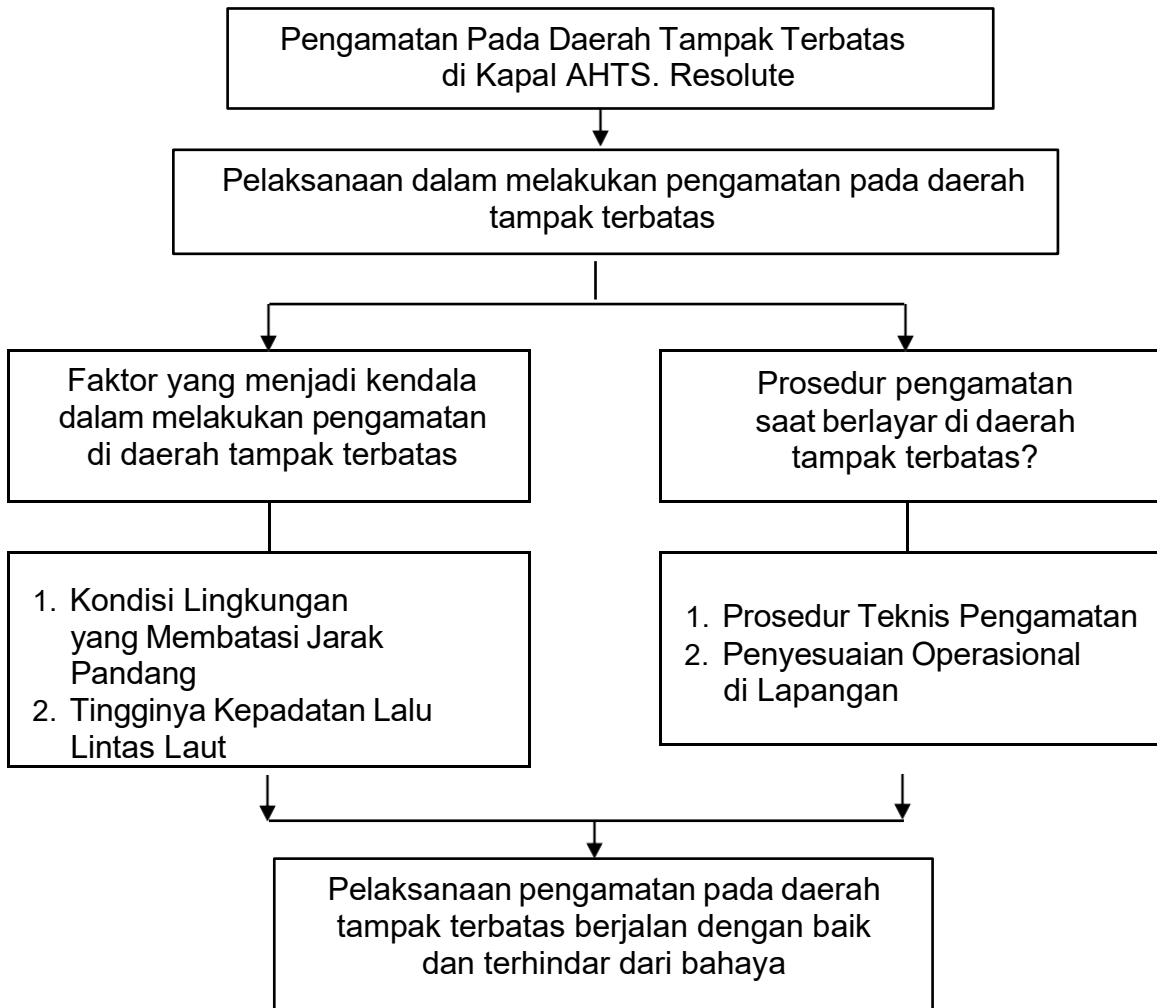 Pengamatan Pada Daerah Tampak Terbatas
di Kapal AHTS. Resolute
Pelaksanaan dalam melakukan pengamatan pada daerah
tampak terbatas
Faktor yang menjadi kendala
dalam melakukan pengamatan
di daerah tampak terbatas
Prosedur pengamatan
saat berlayar di daerah
tampak terbatas?
1. Kondisi Lingkungan
yang Membatasi Jarak
Pandang
2. Tingginya Kepadatan Lalu
Lintas Laut
1. Prosedur Teknis Pengamatan
2. Penyesuaian Operasional
di Lapangan
Pelaksanaan pengamatan pada daerah
tampak terbatas berjalan dengan baik
dan terhindar dari bahaya